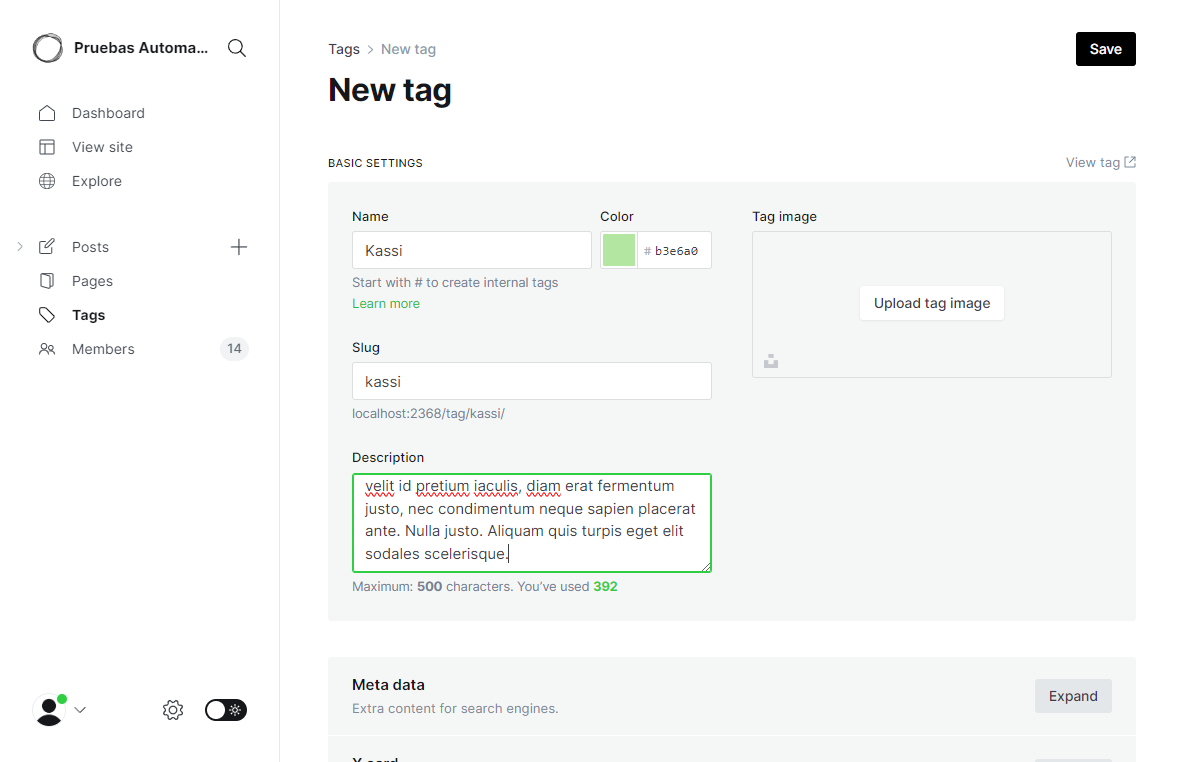 Pruebas Automa...
Dashboard
View site
Explore
Posts
Pages
Tags
Members
14
Tags > New tag
Save
New tag
BASIC SETTINGS
View tag
Name
Color
Tag image
Kassi
# b3e6a0
Start with # to create internal tags
Learn more
Upload tag image
Slug
kassi
localhost:2368/tag/kassi/
Description
velit id pretium iaculis, diam erat fermentum
justo, nec condimentum neque sapien placerat
ante. Nulla justo. Aliquam quis turpis eget elit
sodales scelerisque.
Maximum: 500 characters. You’ve used 392
Meta data
Extra content for search engines.
Expand
X card